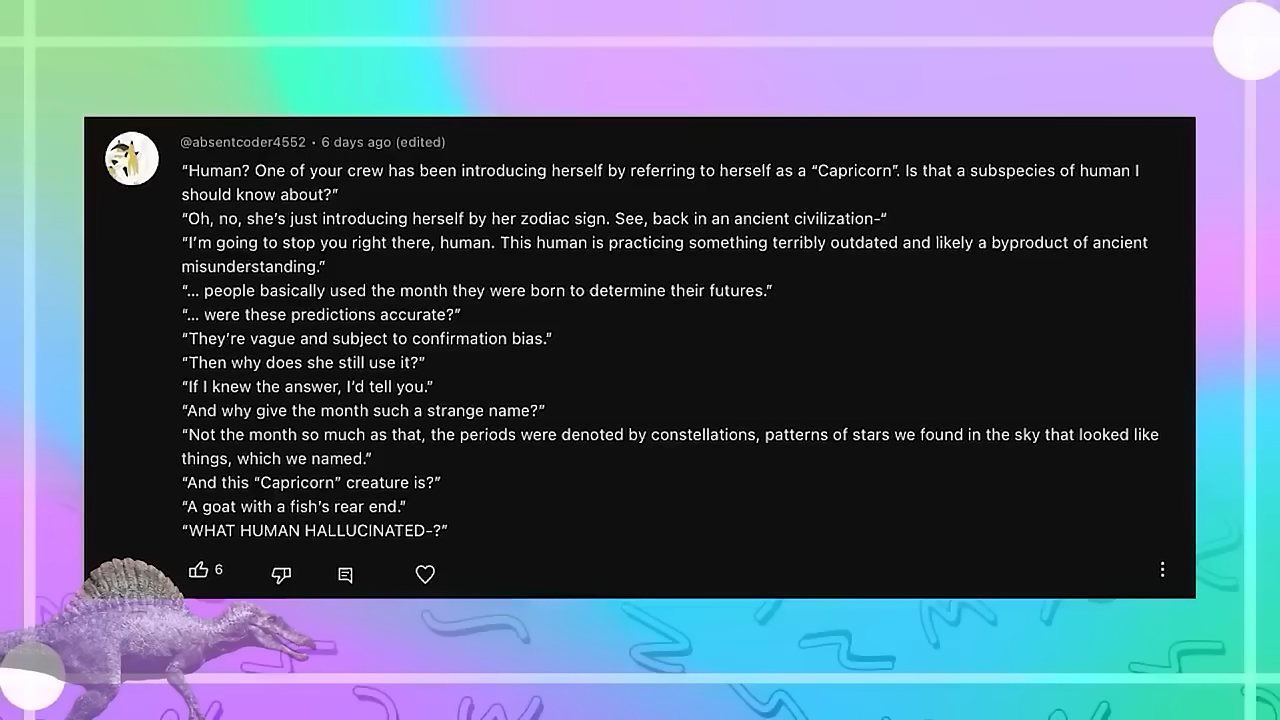 @absentcoder4552 • 6 days ago (edited)
“Human? One of your crew has been introducing herself by referring to herself as a “Capricorn”. Is that a subspecies of human I
should know about?”
“Oh, no, she’s just introducing herself by her zodiac sign. See, back in an ancient civilization-“
“I’m going to stop you right there, human. This human is practicing something terribly outdated and likely a byproduct of ancient
misunderstanding.”
“... people basically used the month they were born to determine their futures.”
“... were these predictions accurate?”
“They’re vague and subject to confirmation bias.”
“Then why does she still use it?”
“If I knew the answer, I’d tell you.”
“And why give the month such a strange name?”
“Not the month so much as that, the periods were denoted by constellations, patterns of stars we found in the sky that looked like
things, which we named.”
“And this “Capricorn” creature is?”
“A goat with a fish’s rear end.”
“WHAT HUMAN HALLUCINATED-?”
6